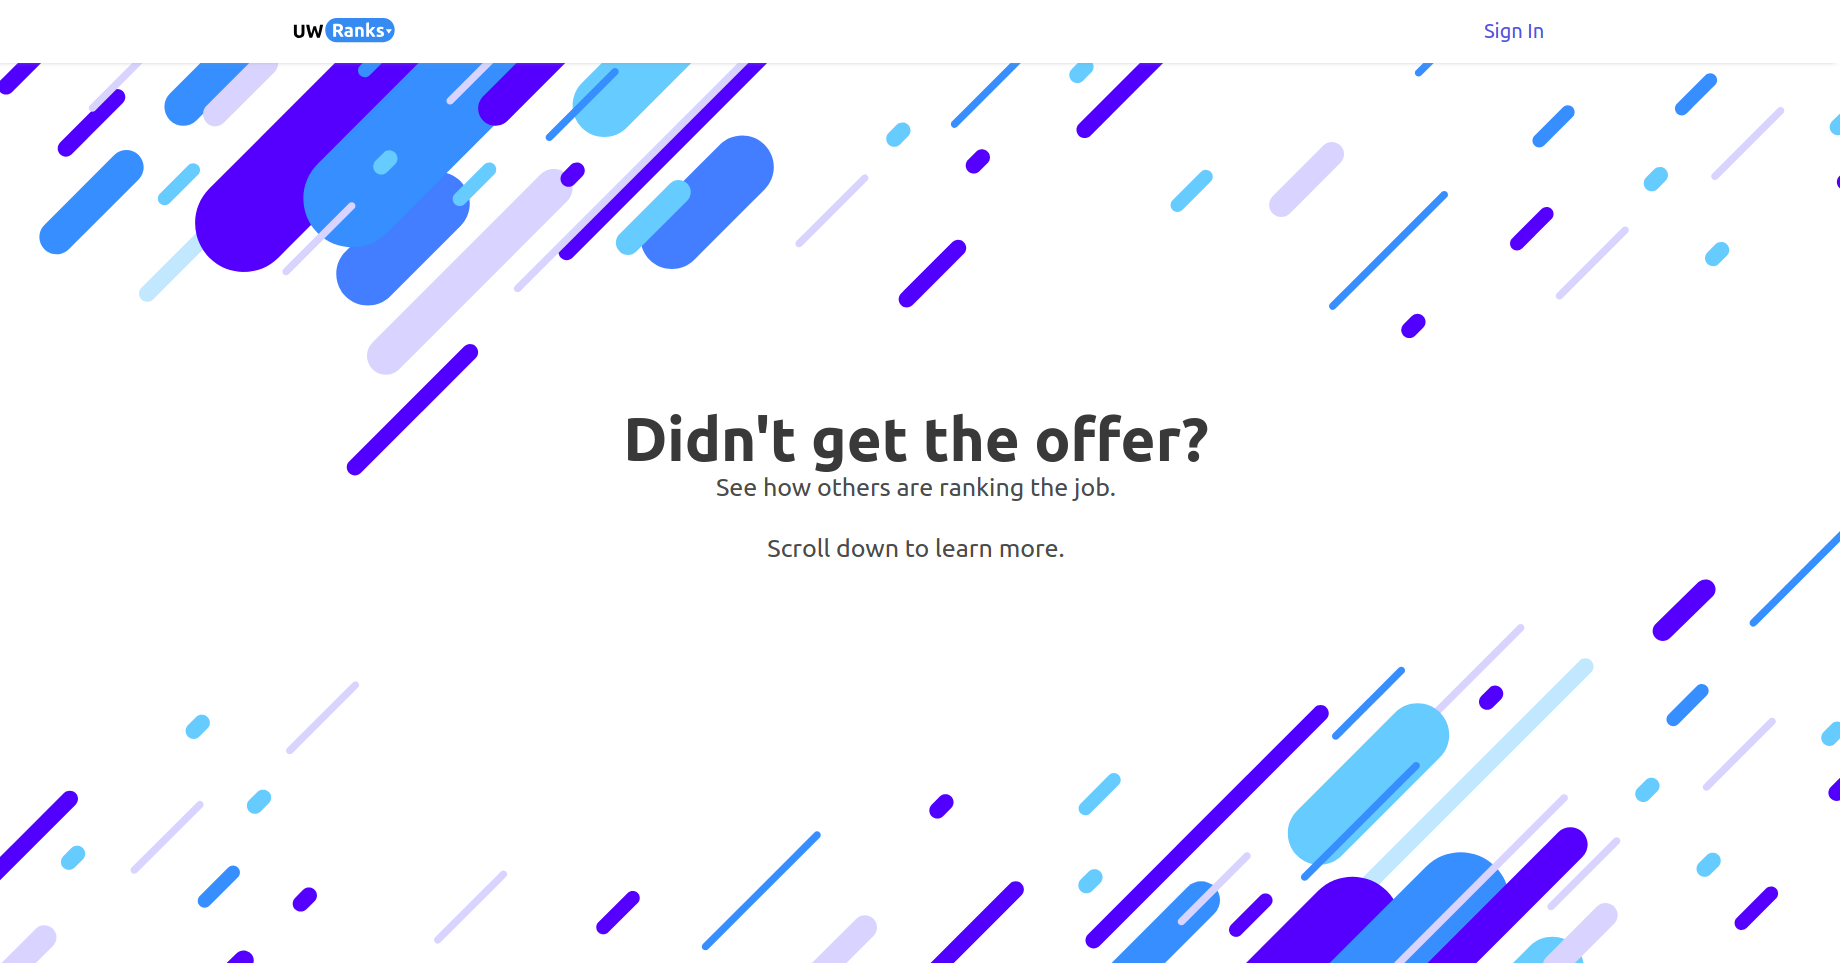 UW Ranks
Sign In
Didn't get the offer?
See how others are ranking the job.
Scroll down to learn more.